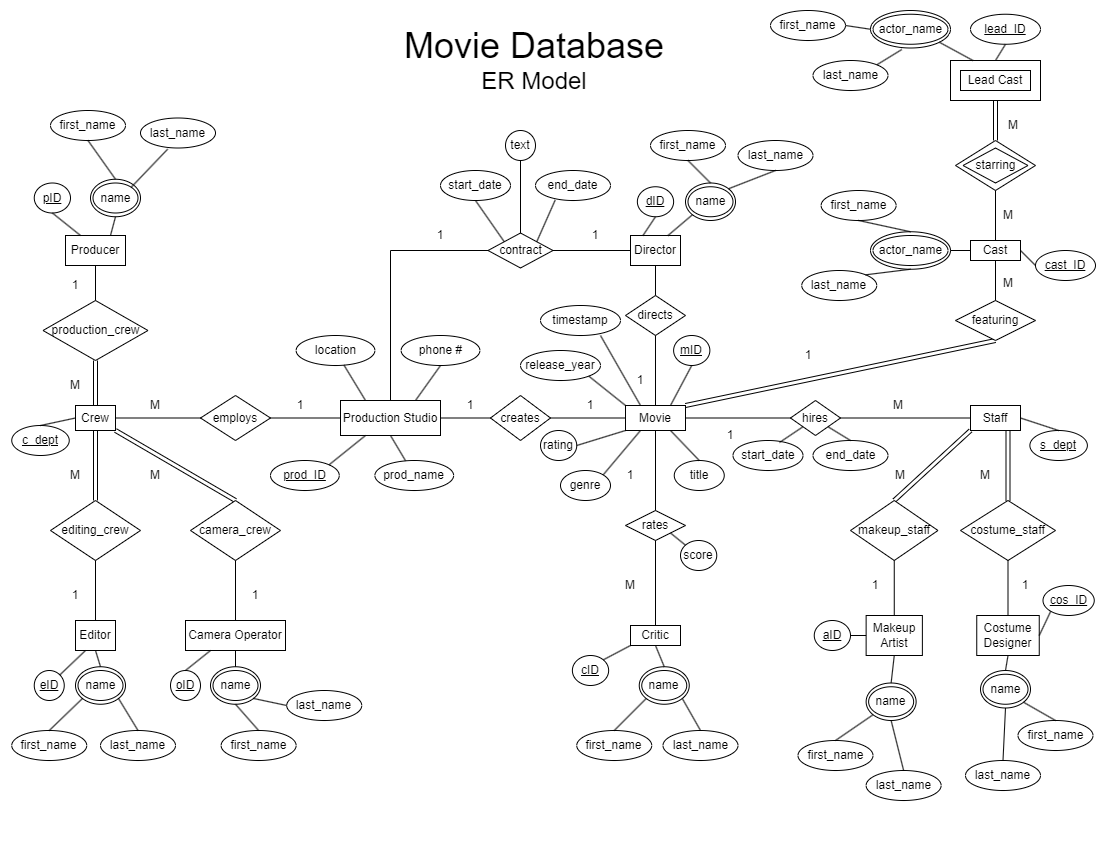 Movie Database
ER Model
first_name
actor_name
lead_ID
last_name
Lead Cast
M
starring
M
first_name
last_name
pID
name
Producer
1
production_crew
M
text
start_date
end_date
1
contract
1
first_name
last_name
dID
name
Director
directs
1
first_name
actor_name
last_name
Cast
cast_ID
M
featuring
1
timestamp
release_year
mID
location
phone #
Crew
c_dept
M
employs
1
Production Studio
prod_ID
prod_name
1
creates
1
Movie
rating
genre
title
1
hires
M
start_date
end_date
Staff
s_dept
M
M
editing_crew
camera_crew
1
1
Editor
Camera Operator
eID
name
first_name
last_name
oID
name
last_name
first_name
1
rates
score
M
Critic
cID
name
first_name
last_name
M
M
makeup_staff
costume_staff
1
1
aID
Makeup
Artist
name
first_name
last_name
cos_ID
Costume
Designer
name
first_name
last_name